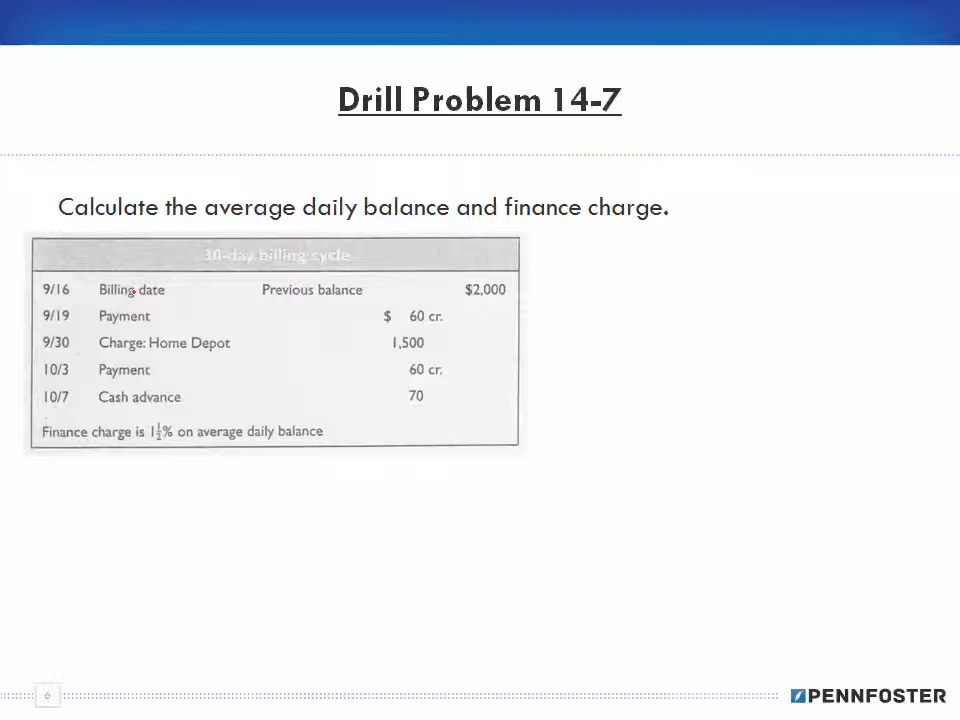 Drill Problem 14-7
Calculate the average daily balance and finance charge.
30-day billing cycle
9/16 Billing date Previous balance $2,000
9/19 Payment $ 60 cr.
9/30 Charge: Home Depot 1,500
10/3 Payment 60 cr.
10/7 Cash advance 70
Finance charge is 1½% on average daily balance
6
PENNFOSTER